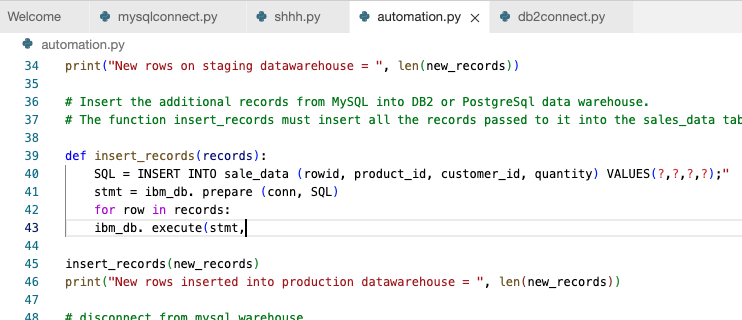 Welcome mysqlconnect.py shhh.py automation.py × db2connect.py
automation.py
34 print("New rows on staging datawarehouse = ", len(new_records))
35
36 # Insert the additional records from MySQL into DB2 or PostgreSql data warehouse.
37 # The function insert_records must insert all the records passed to it into the sales_data tab
38
39 def insert_records(records):
40 SQL = INSERT INTO sale_data (rowid, product_id, customer_id, quantity) VALUES(?,?,?,?);"
41 stmt = ibm_db. prepare (conn, SQL)
42 for row in records:
43 ibm_db. execute(stmt,
44
45 insert_records(new_records)
46 print("New rows inserted into production datawarehouse = ", len(new_records))
47
48 # disconnect from mysql warehouse